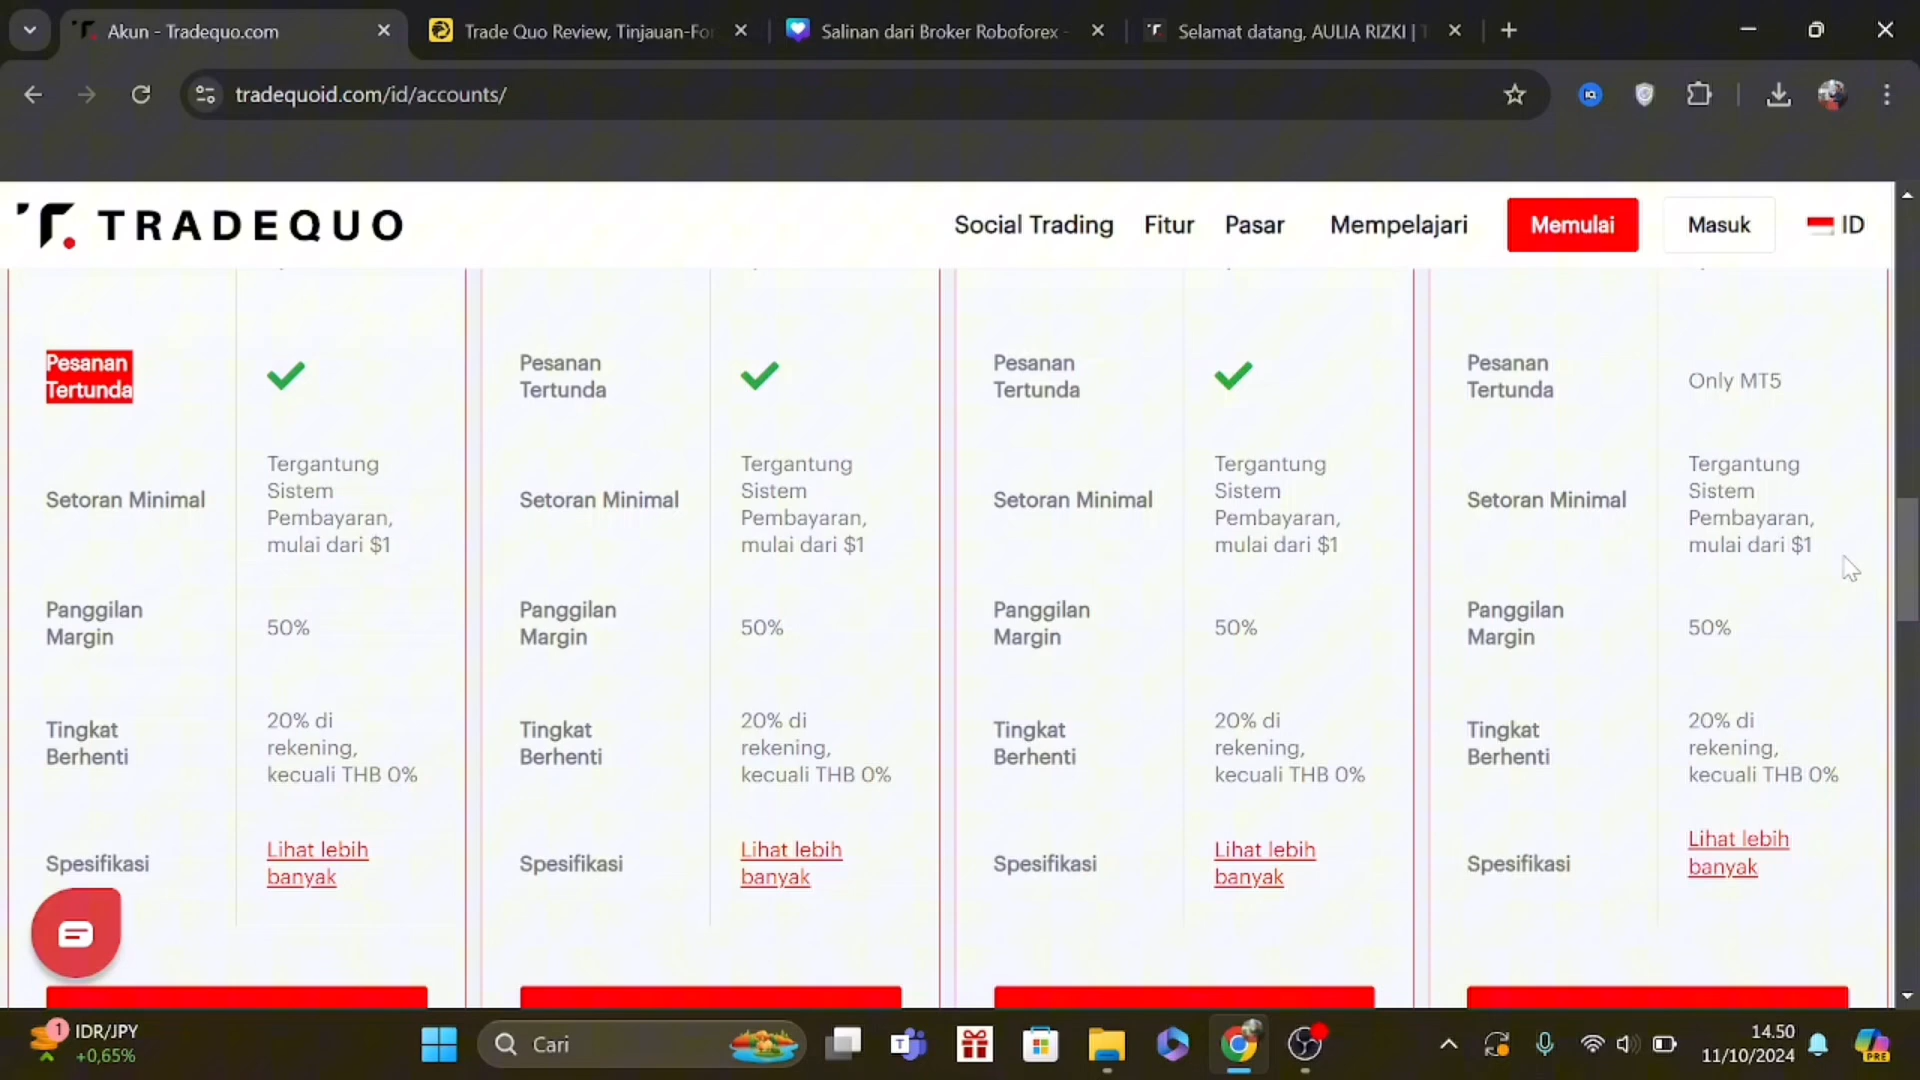 Akun - Tradequo.com
Trade Quo Review, Tinjauan-Fo
Salinan dari Broker Roboforex -
Selamat datang, AULIA RIZKI |
tradequoid.com/id/accounts/
TRADEQUO
Social Trading
Fitur
Pasar
Mempelajari
Memulai
Masuk
ID
Pesanan
Tertunda
Pesanan
Tertunda
Pesanan
Tertunda
Pesanan
Tertunda
Only MT5
Setoran Minimal
Tergantung
Sistem
Pembayaran,
mulai dari $1
Setoran Minimal
Tergantung
Sistem
Pembayaran,
mulai dari $1
Setoran Minimal
Tergantung
Sistem
Pembayaran,
mulai dari $1
Setoran Minimal
Tergantung
Sistem
Pembayaran,
mulai dari $1
Panggilan
Margin
50%
Panggilan
Margin
50%
Panggilan
Margin
50%
Panggilan
Margin
50%
Tingkat
Berhenti
20% di
rekening,
kecuali THB 0%
Tingkat
Berhenti
20% di
rekening,
kecuali THB 0%
Tingkat
Berhenti
20% di
rekening,
kecuali THB 0%
Tingkat
Berhenti
20% di
rekening,
kecuali THB 0%
Spesifikasi
Lihat lebih
banyak
Spesifikasi
Lihat lebih
banyak
Spesifikasi
Lihat lebih
banyak
Spesifikasi
Lihat lebih
banyak
1
IDR/JPY
+0,65%
Cari
14.50
11/10/2024
PRE